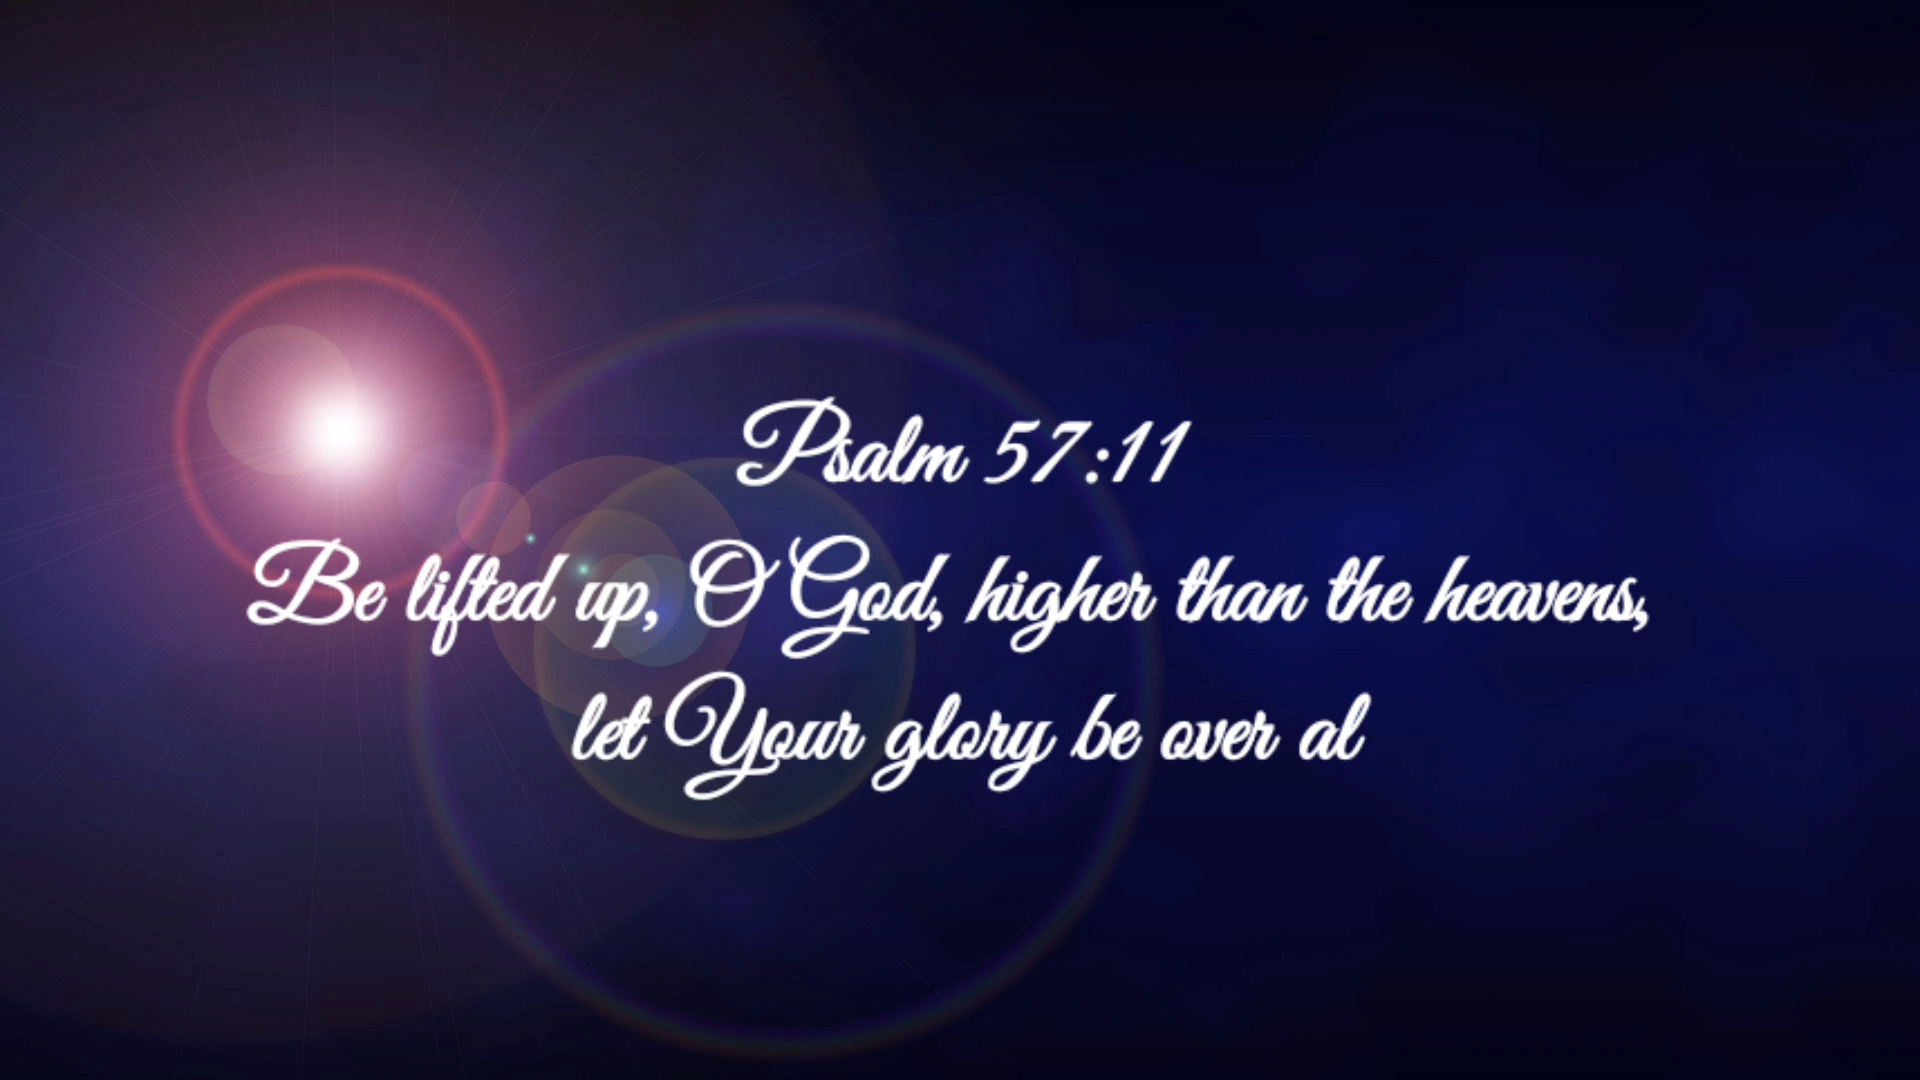 Psalm 57:11
Be lifted up, O God, higher than the heavens,
let Your glory be over al